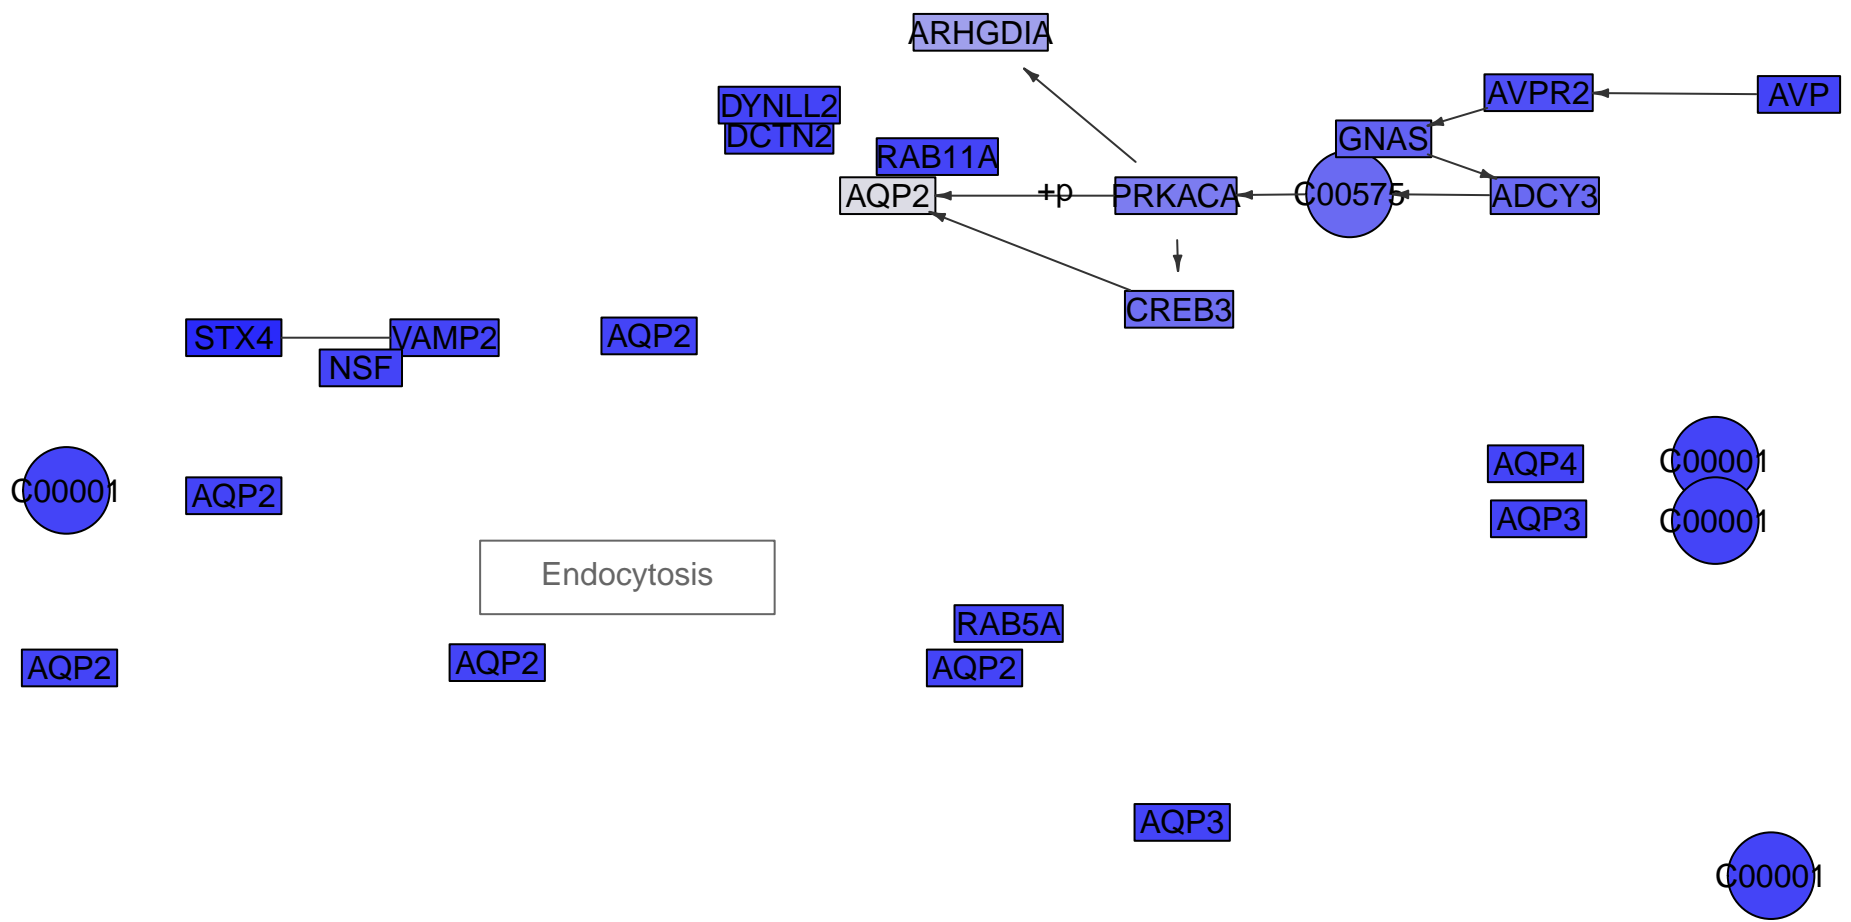 ARHGDIA
DYNLL2
AVPR2
AVP
DCTN2
GNAS
RAB11A
AQP2
+p
PRKACA
C00575
ADCY3
CREB3
STX4
VAMP2
AQP2
NSF
C00001
AQP2
AQP4
C00001
AQP3
C00001
Endocytosis
RAB5A
AQP2
AQP2
AQP2
AQP3
C00001